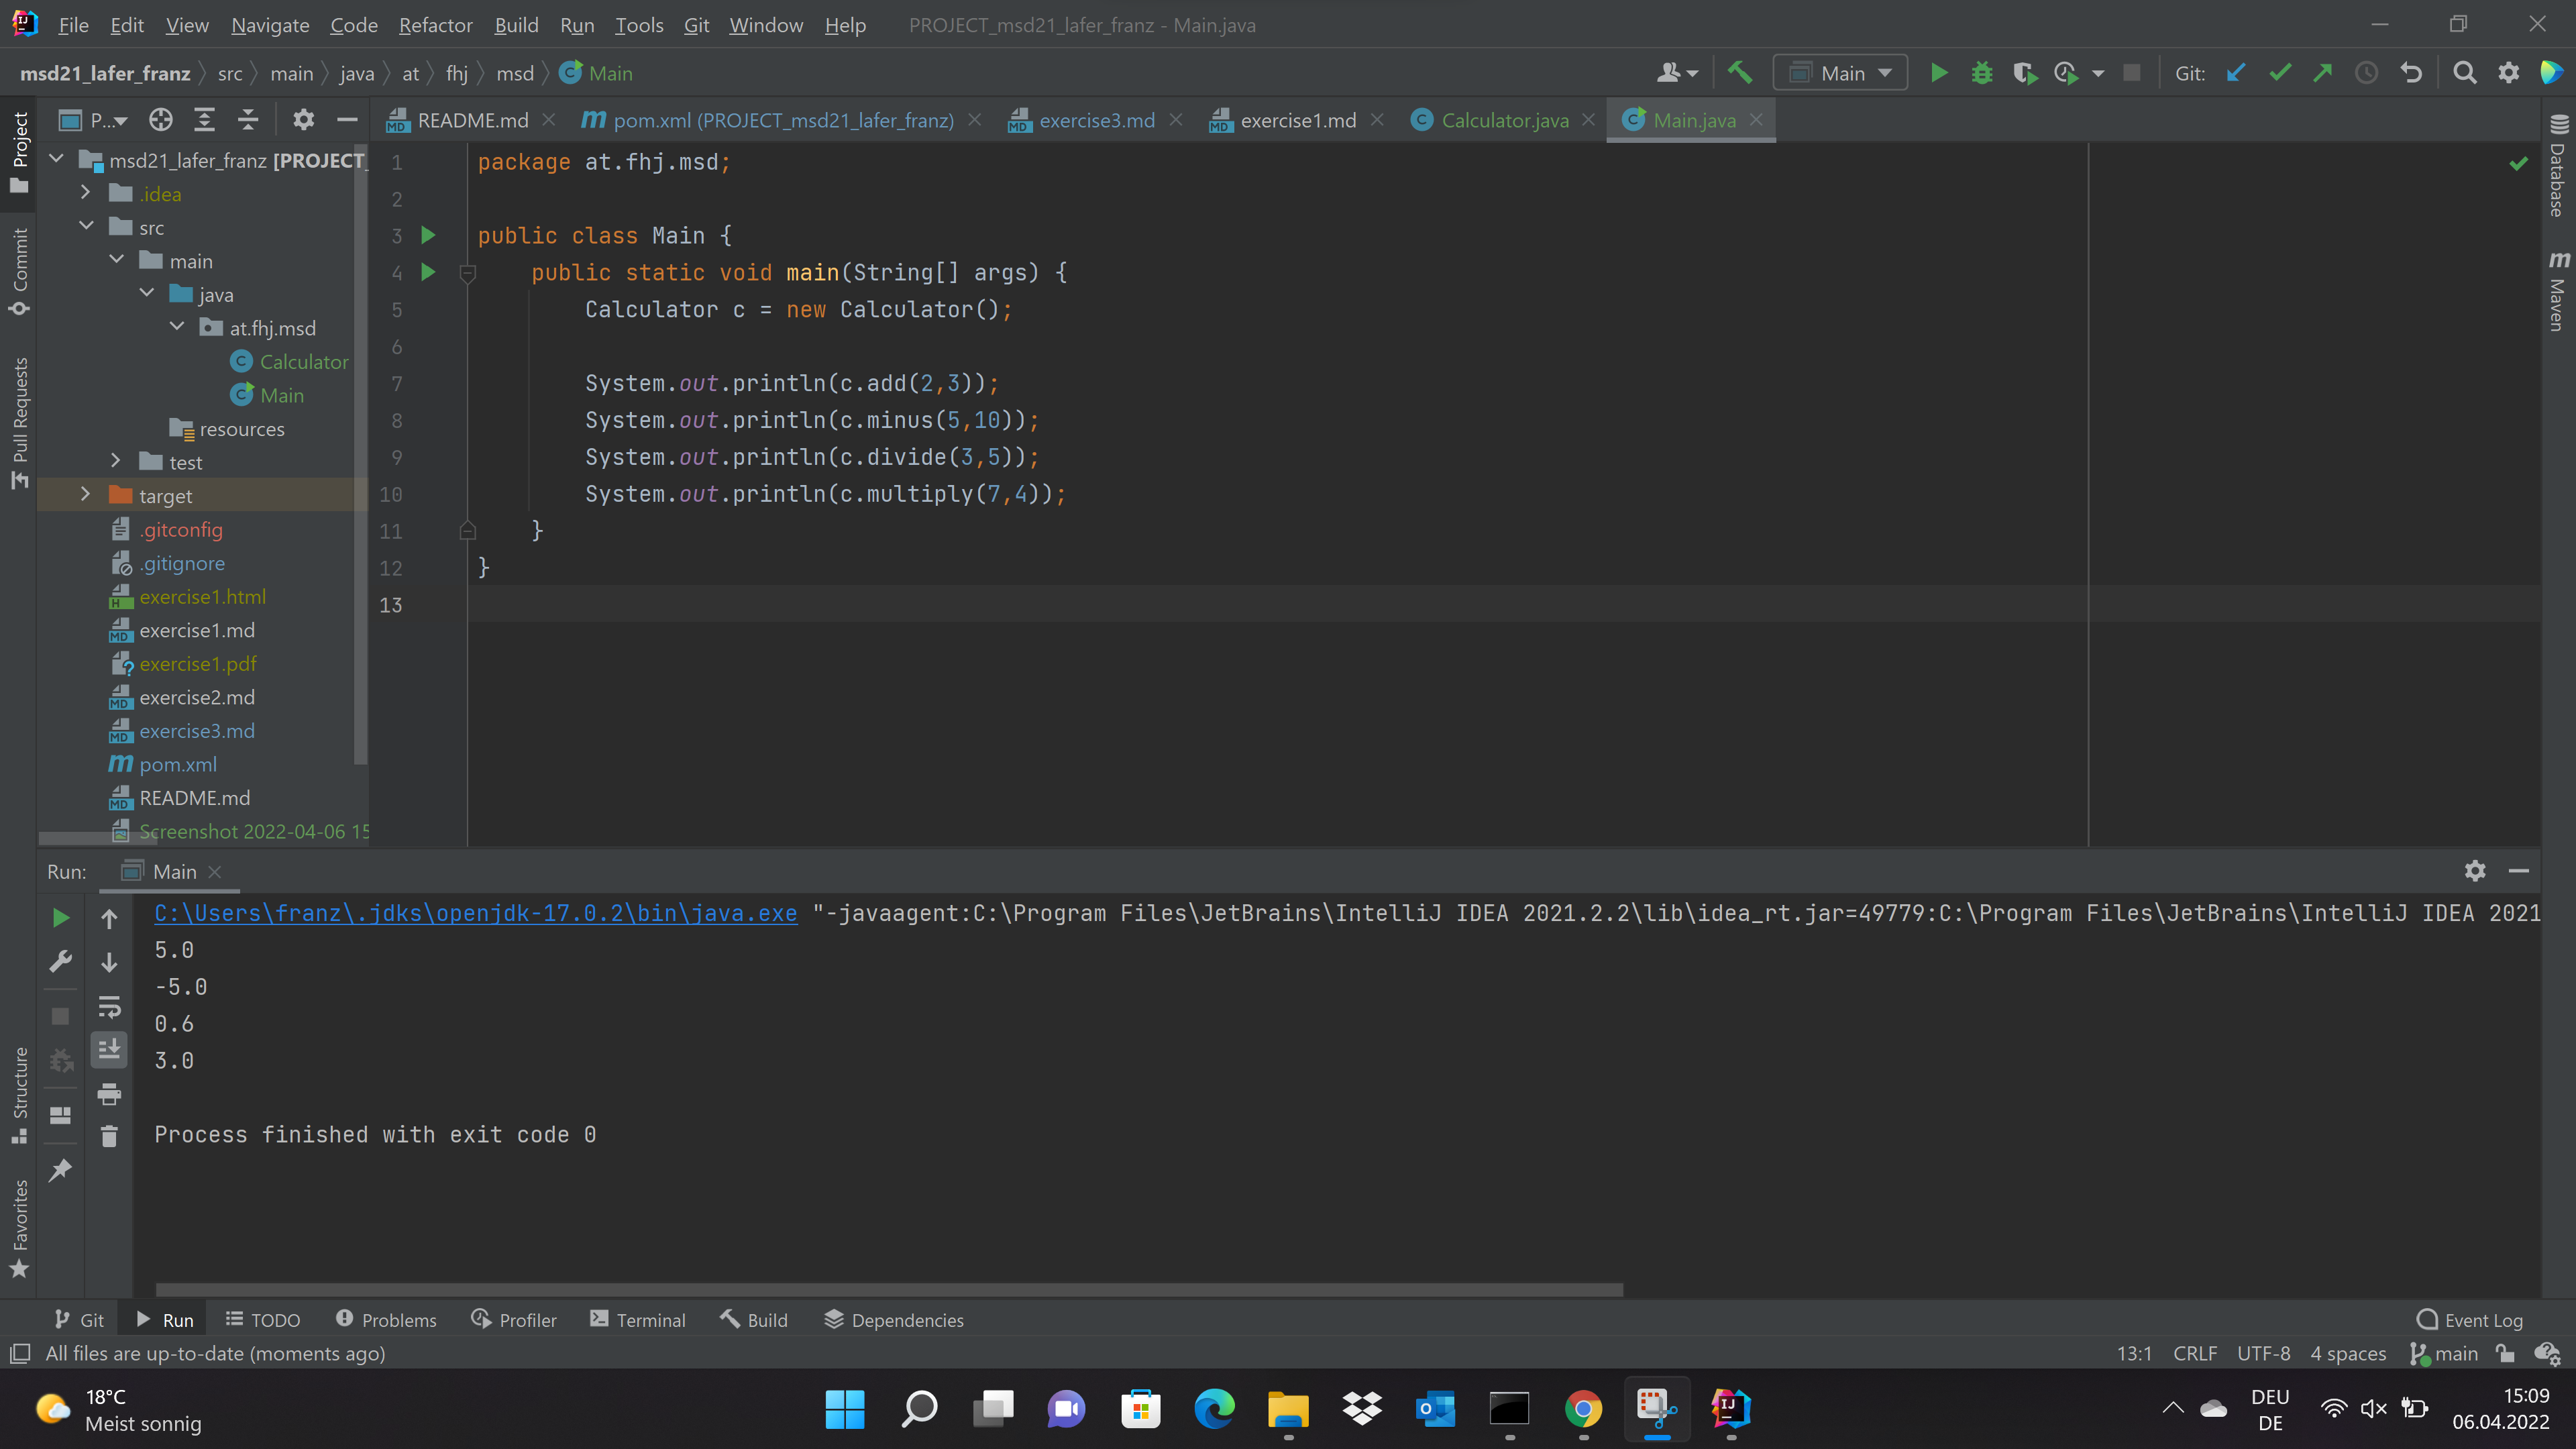 File Edit View Navigate Code Refactor Build Run Tools Git Window Help PROJECT_msd21_lafer_franz - Main.java
msd21_lafer_franz src main java at fhj msd Main
Main
Git:
P...
README.md
pom.xml (PROJECT_msd21_lafer_franz)
exercise3.md
exercise1.md
Calculator.java
Main.java
Project
Commit
Pull Requests
Structure
Favorites
Database
Maven
msd21_lafer_franz [PROJECT_
.idea
src
main
java
at.fhj.msd
Calculator
Main
resources
test
target
.gitconfig
.gitignore
exercise1.html
exercise1.md
exercise1.pdf
exercise2.md
exercise3.md
pom.xml
README.md
Screenshot 2022-04-06 15
1 package at.fhj.msd;
2
3 public class Main {
4 public static void main(String[] args) {
5 Calculator c = new Calculator();
6
7 System.out.println(c.add(2,3));
8 System.out.println(c.minus(5,10));
9 System.out.println(c.divide(3,5));
10 System.out.println(c.multiply(7,4));
11 }
12 }
13
Run: Main
C:\Users\franz\.jdks\openjdk-17.0.2\bin\java.exe "-javaagent:C:\Program Files\JetBrains\IntelliJ IDEA 2021.2.2\lib\idea_rt.jar=49779:C:\Program Files\JetBrains\IntelliJ IDEA 2021
5.0
-5.0
0.6
3.0
Process finished with exit code 0
Git Run TODO Problems Profiler Terminal Build Dependencies Event Log
All files are up-to-date (moments ago) 13:1 CRLF UTF-8 4 spaces main
18°C
Meist sonnig
DEU
DE
15:09
06.04.2022